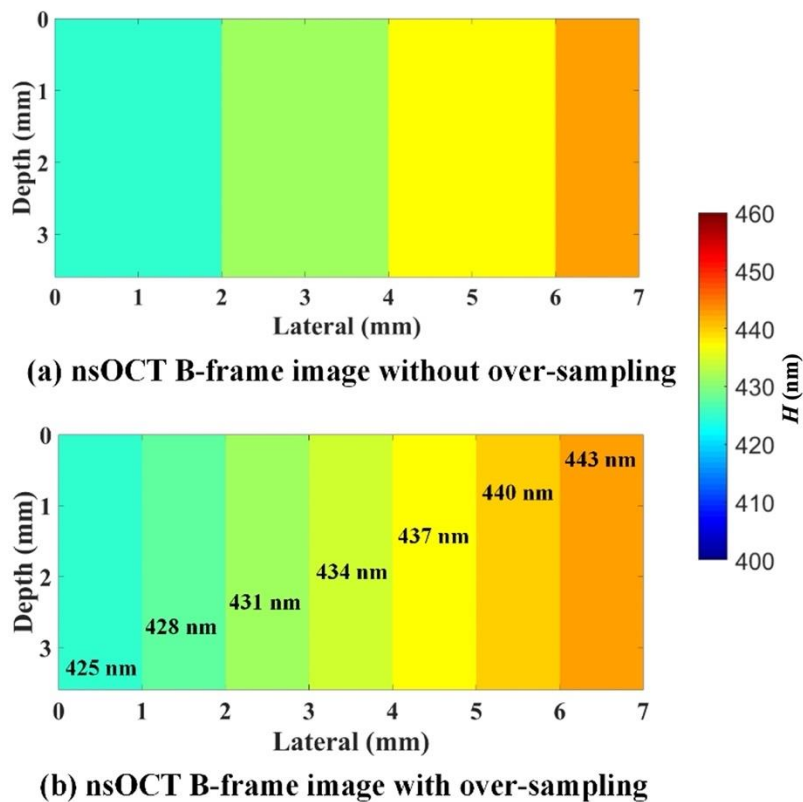 0
1
2
3
Depth (mm)
0 1 2 3 4 5 6 7
Lateral (mm)
(a) nsOCT B-frame image without over-sampling
460
450
440
430
420
410
400
H (nm)
0
1
2
3
Depth (mm)
443 nm
440 nm
437 nm
434 nm
431 nm
428 nm
425 nm
0 1 2 3 4 5 6 7
Lateral (mm)
(b) nsOCT B-frame image with over-sampling